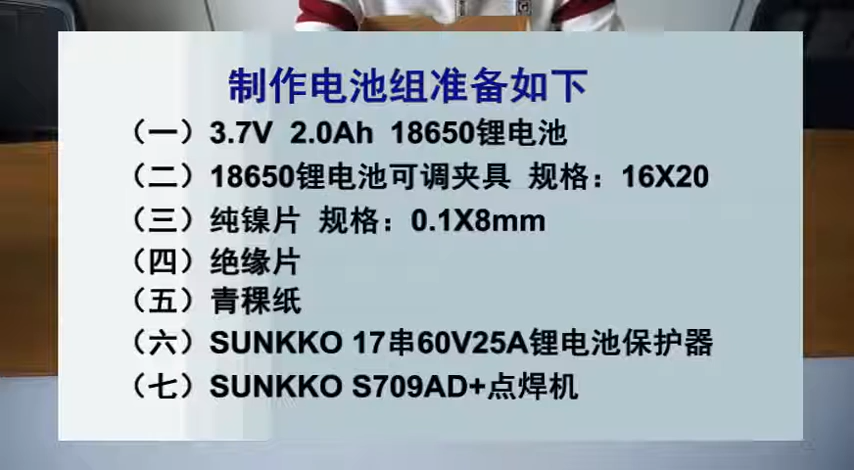 制作电池组准备如下
（一）3.7V 2.0Ah 18650锂电池
（二）18650锂电池可调夹具 规格：16X20
（三）纯镍片 规格：0.1X8mm
（四）绝缘片
（五）青稞纸
（六）SUNKKO 17串60V25A锂电池保护器
（七）SUNKKO S709AD+点焊机